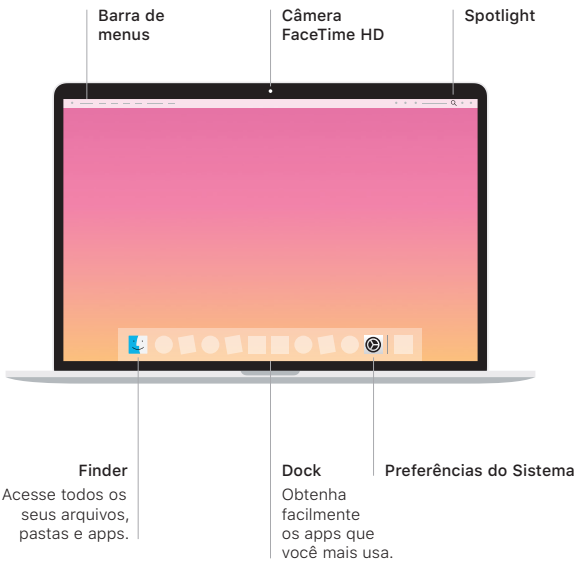 Barra de
menus
Câmera
FaceTime HD
Spotlight
Finder
Acesse todos os
seus arquivos,
pastas e apps.
Dock
Obtenha
facilmente
os apps que
você mais usa.
Preferências do Sistema